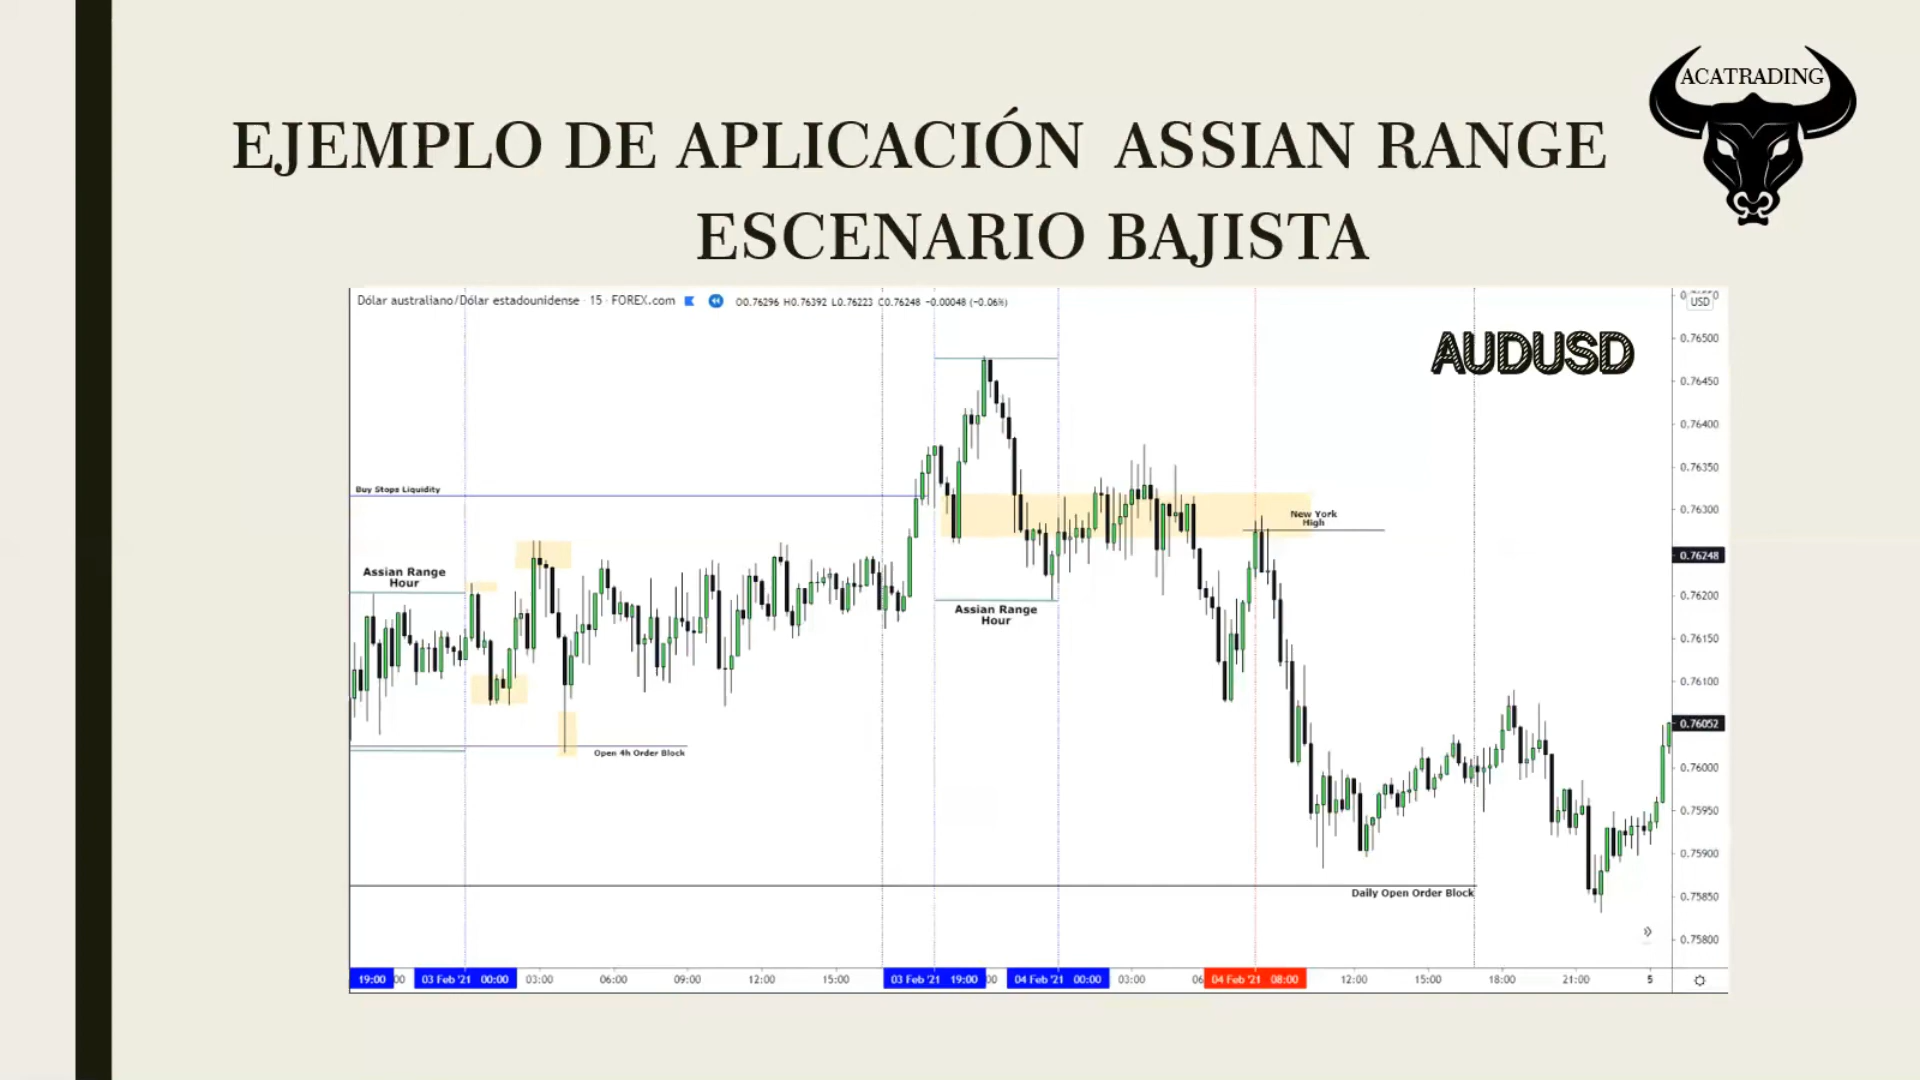 ACATRADING
EJEMPLO DE APLICACIÓN ASSIAN RANGE
ESCENARIO BAJISTA
Dólar australiano/Dólar estadounidense · 15 · FOREX.com O0.76296 H0.76392 L0.76223 C0.76248 −0.00048 (−0.06%)
USD
AUDUSD
0.76500
0.76450
0.76400
0.76350
0.76300
0.76248
0.76200
0.76150
0.76100
0.76052
0.76000
0.75950
0.75900
0.75850
0.75800
Buy Stops Liquidity
New York
High
Assian Range
Hour
Assian Range
Hour
Open 4h Order Block
Daily Open Order Block
19:00 00 03 Feb '21 00:00 03:00 06:00 09:00 12:00 15:00 03 Feb '21 19:00 00 04 Feb '21 00:00 03:00 06 04 Feb '21 08:00 12:00 15:00 18:00 21:00 5